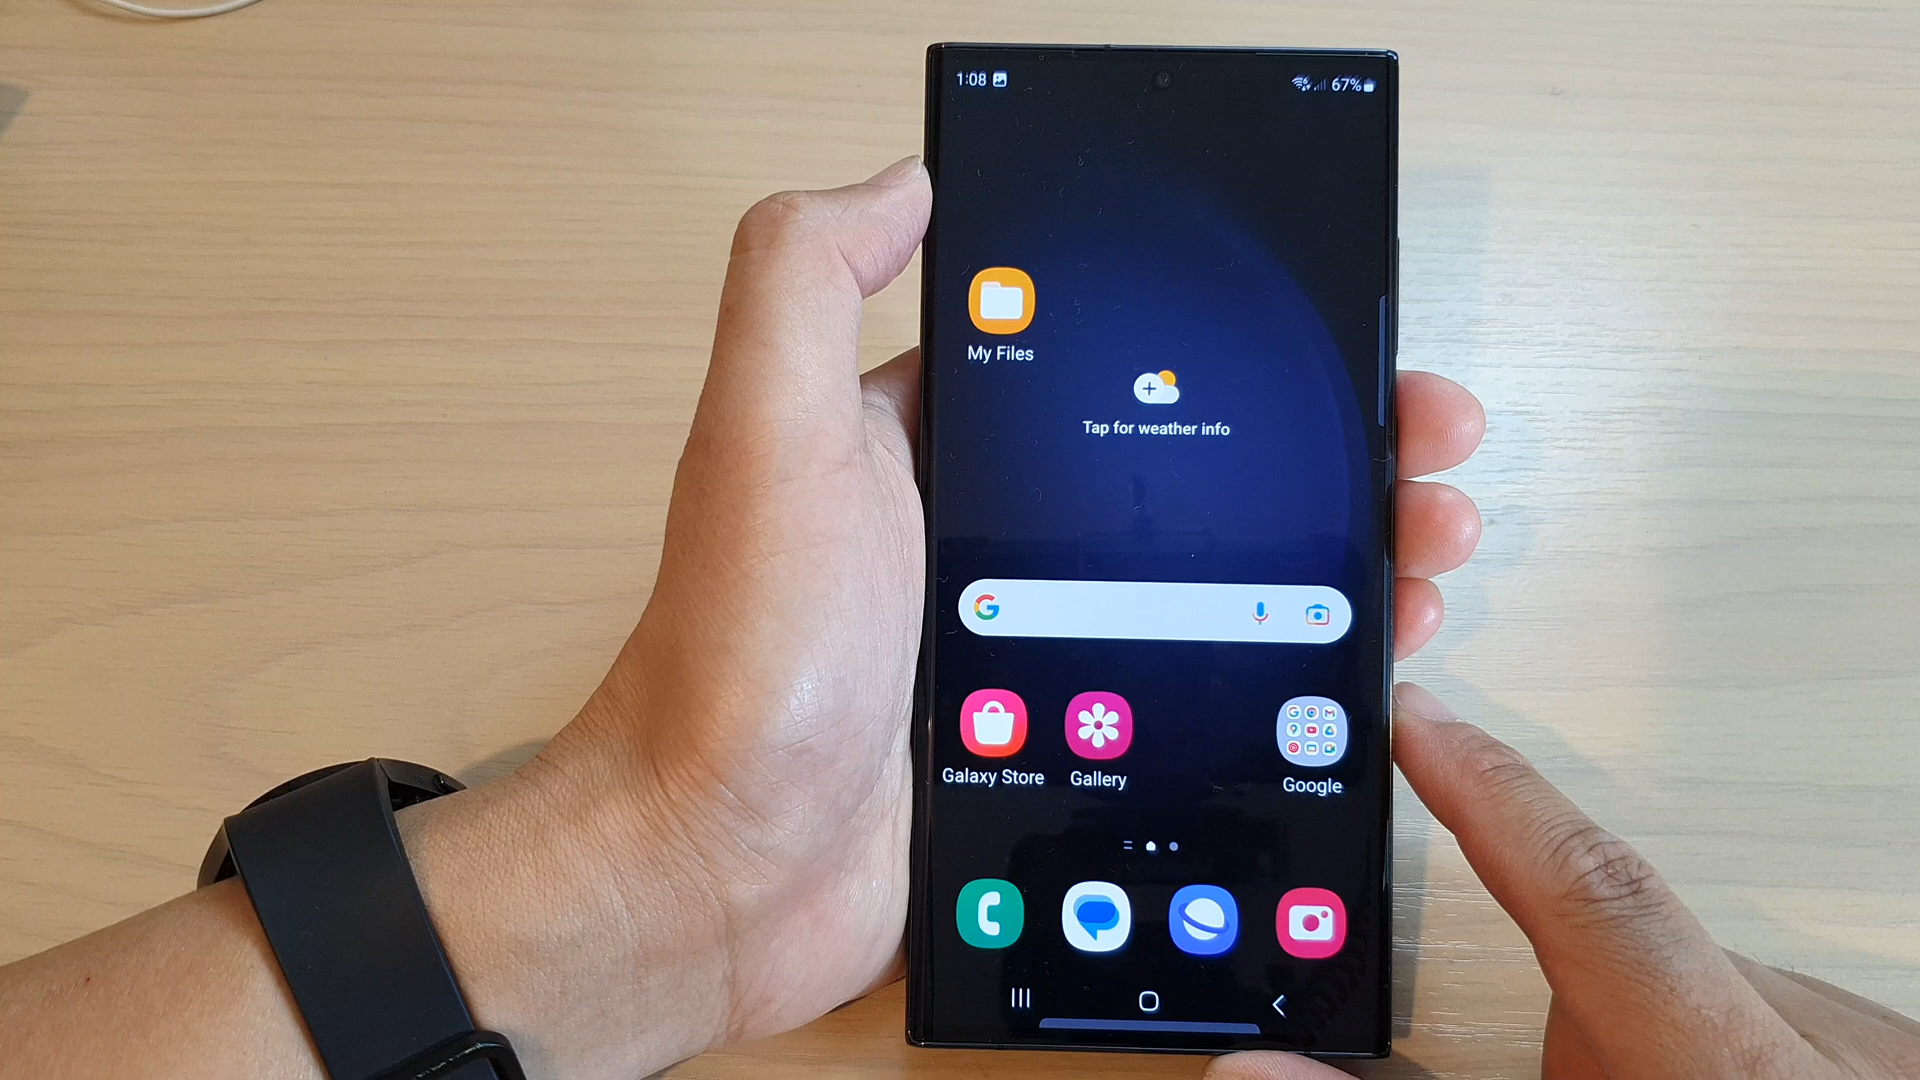 1:08
67%
My Files
Tap for weather info
Galaxy Store
Gallery
Google